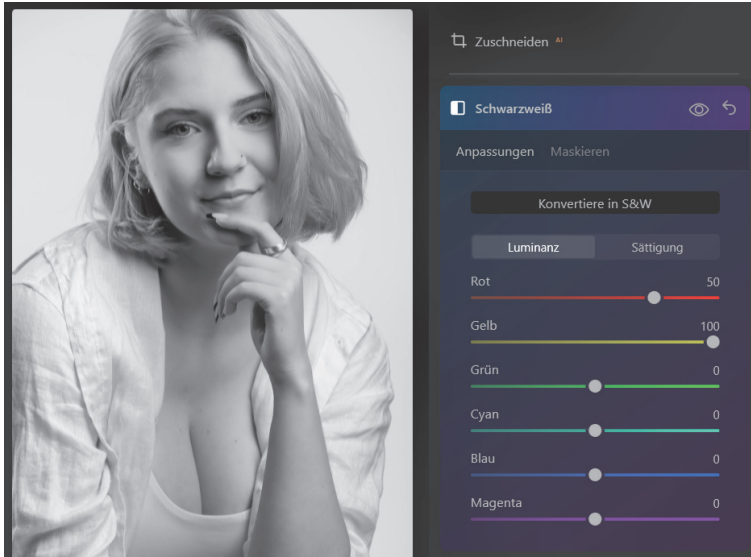 Zuschneiden AI
Schwarzweiß
Anpassungen Maskieren
Konvertiere in S&W
Luminanz Sättigung
Rot 50
Gelb 100
Grün 0
Cyan 0
Blau 0
Magenta 0